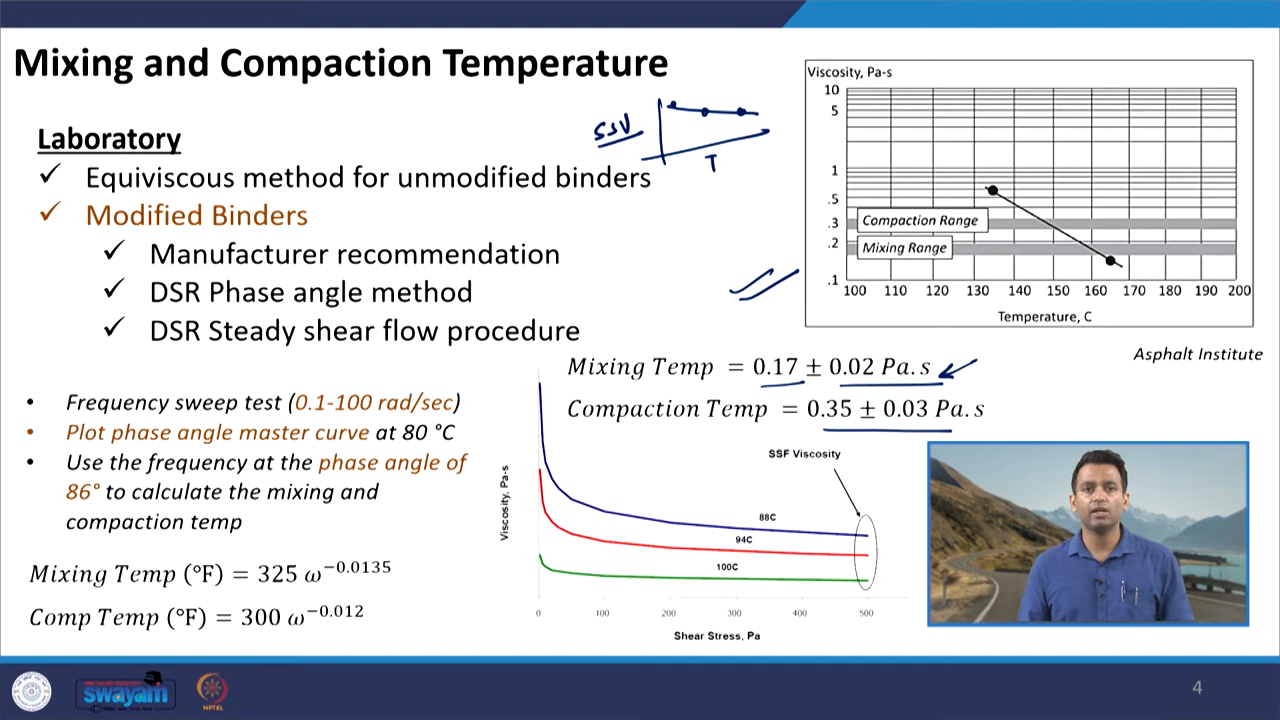 Mixing and Compaction Temperature
Laboratory
✓ Equiviscous method for unmodified binders
✓ Modified Binders
✓ Manufacturer recommendation
✓ DSR Phase angle method
✓ DSR Steady shear flow procedure
SSV
T
Viscosity, Pa-s
10
5
1
.5
.3
.2
.1
Compaction Range
Mixing Range
100 110 120 130 140 150 160 170 180 190 200
Temperature, C
Asphalt Institute
Mixing Temp = 0.17 ± 0.02 Pa.s
Compaction Temp = 0.35 ± 0.03 Pa.s
• Frequency sweep test (0.1-100 rad/sec)
• Plot phase angle master curve at 80 °C
• Use the frequency at the phase angle of
86° to calculate the mixing and
compaction temp
Mixing Temp (°F) = 325 ω^−0.0135
Comp Temp (°F) = 300 ω^−0.012
SSF Viscosity
Viscosity, Pa-s
88C
94C
100C
0 100 200 300 400 500
Shear Stress, Pa
swayam
NPTEL
4